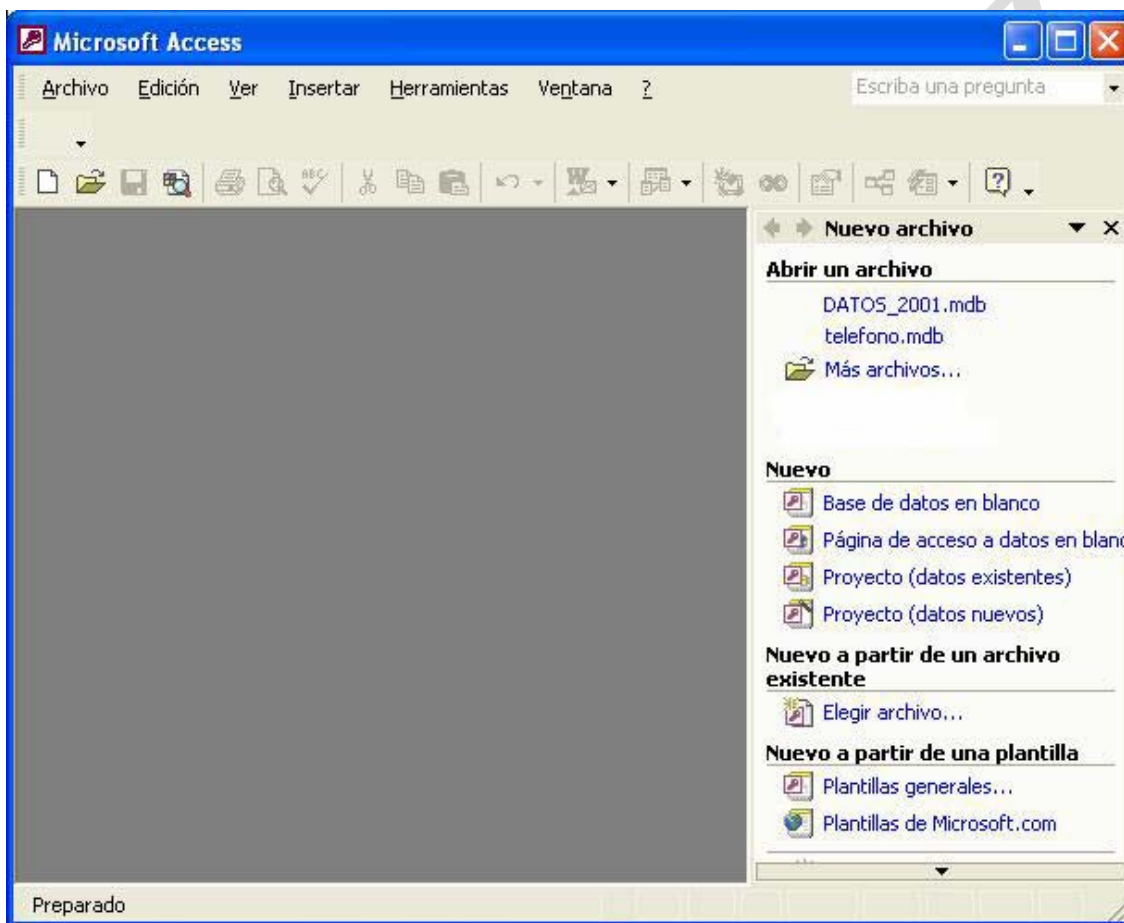 Microsoft Access
Archivo Edición Ver Insertar Herramientas Ventana ? Escriba una pregunta
Nuevo archivo
Abrir un archivo
DATOS_2001.mdb
telefono.mdb
Más archivos...
Nuevo
Base de datos en blanco
Página de acceso a datos en blanc
Proyecto (datos existentes)
Proyecto (datos nuevos)
Nuevo a partir de un archivo
existente
Elegir archivo...
Nuevo a partir de una plantilla
Plantillas generales...
Plantillas de Microsoft.com
Preparado